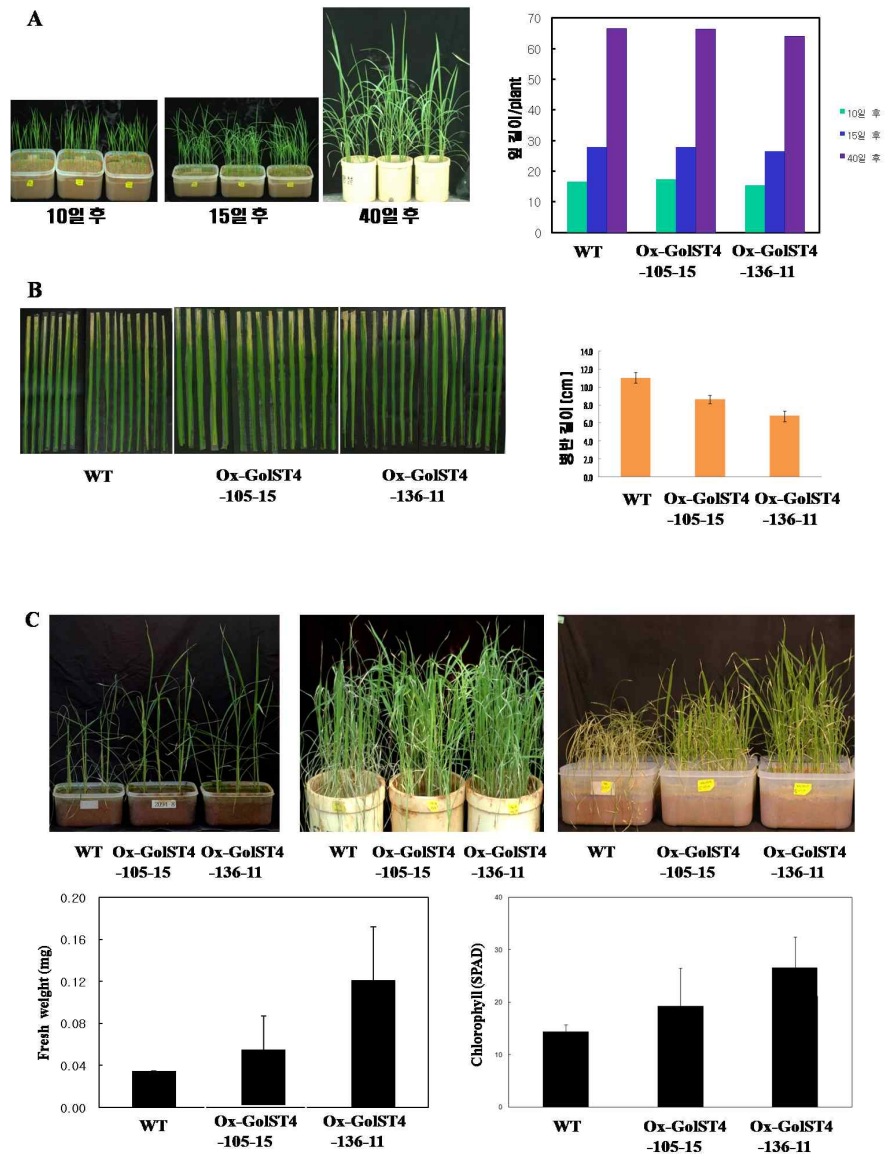 A
10일 후
15일 후
40일 후
잎 길이/plant
70
60
50
40
30
20
10
0
WT
Ox-GolST4
-105-15
Ox-GolST4
-136-11
10일 후
15일 후
40일 후
B
WT
Ox-GolST4
-105-15
Ox-GolST4
-136-11
병반 길이 [cm]
14.0
12.0
10.0
8.0
6.0
4.0
2.0
0.0
WT
Ox-GolST4
-105-15
Ox-GolST4
-136-11
C
WT
Ox-GolST4
-105-15
Ox-GolST4
-136-11
WT
Ox-GolST4
-105-15
Ox-GolST4
-136-11
WT
Ox-GolST4
-105-15
Ox-GolST4
-136-11
Fresh weight (mg)
0.20
0.16
0.12
0.08
0.04
0.00
WT
Ox-GolST4
-105-15
Ox-GolST4
-136-11
Chlorophyll (SPAD)
40
30
20
10
0
WT
Ox-GolST4
-105-15
Ox-GolST4
-136-11